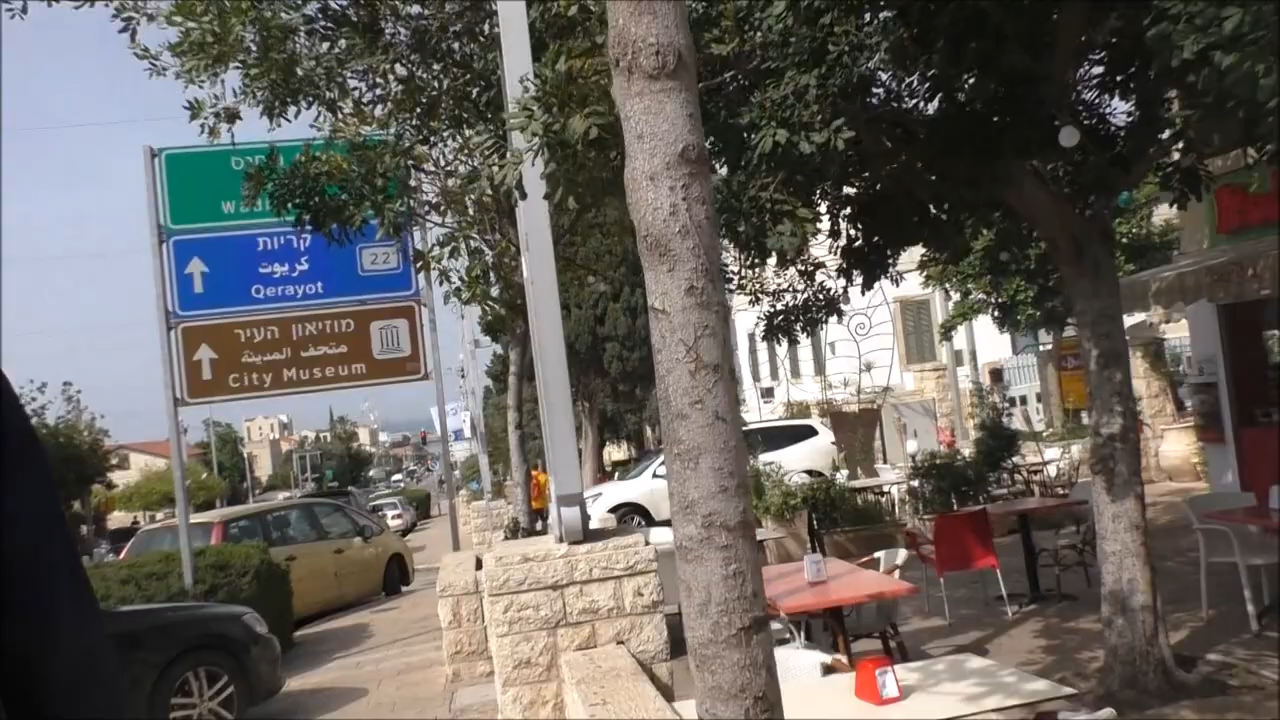 קריות
كريوت
Qerayot
22
מוזיאון העיר
متحف المدينة
City Museum